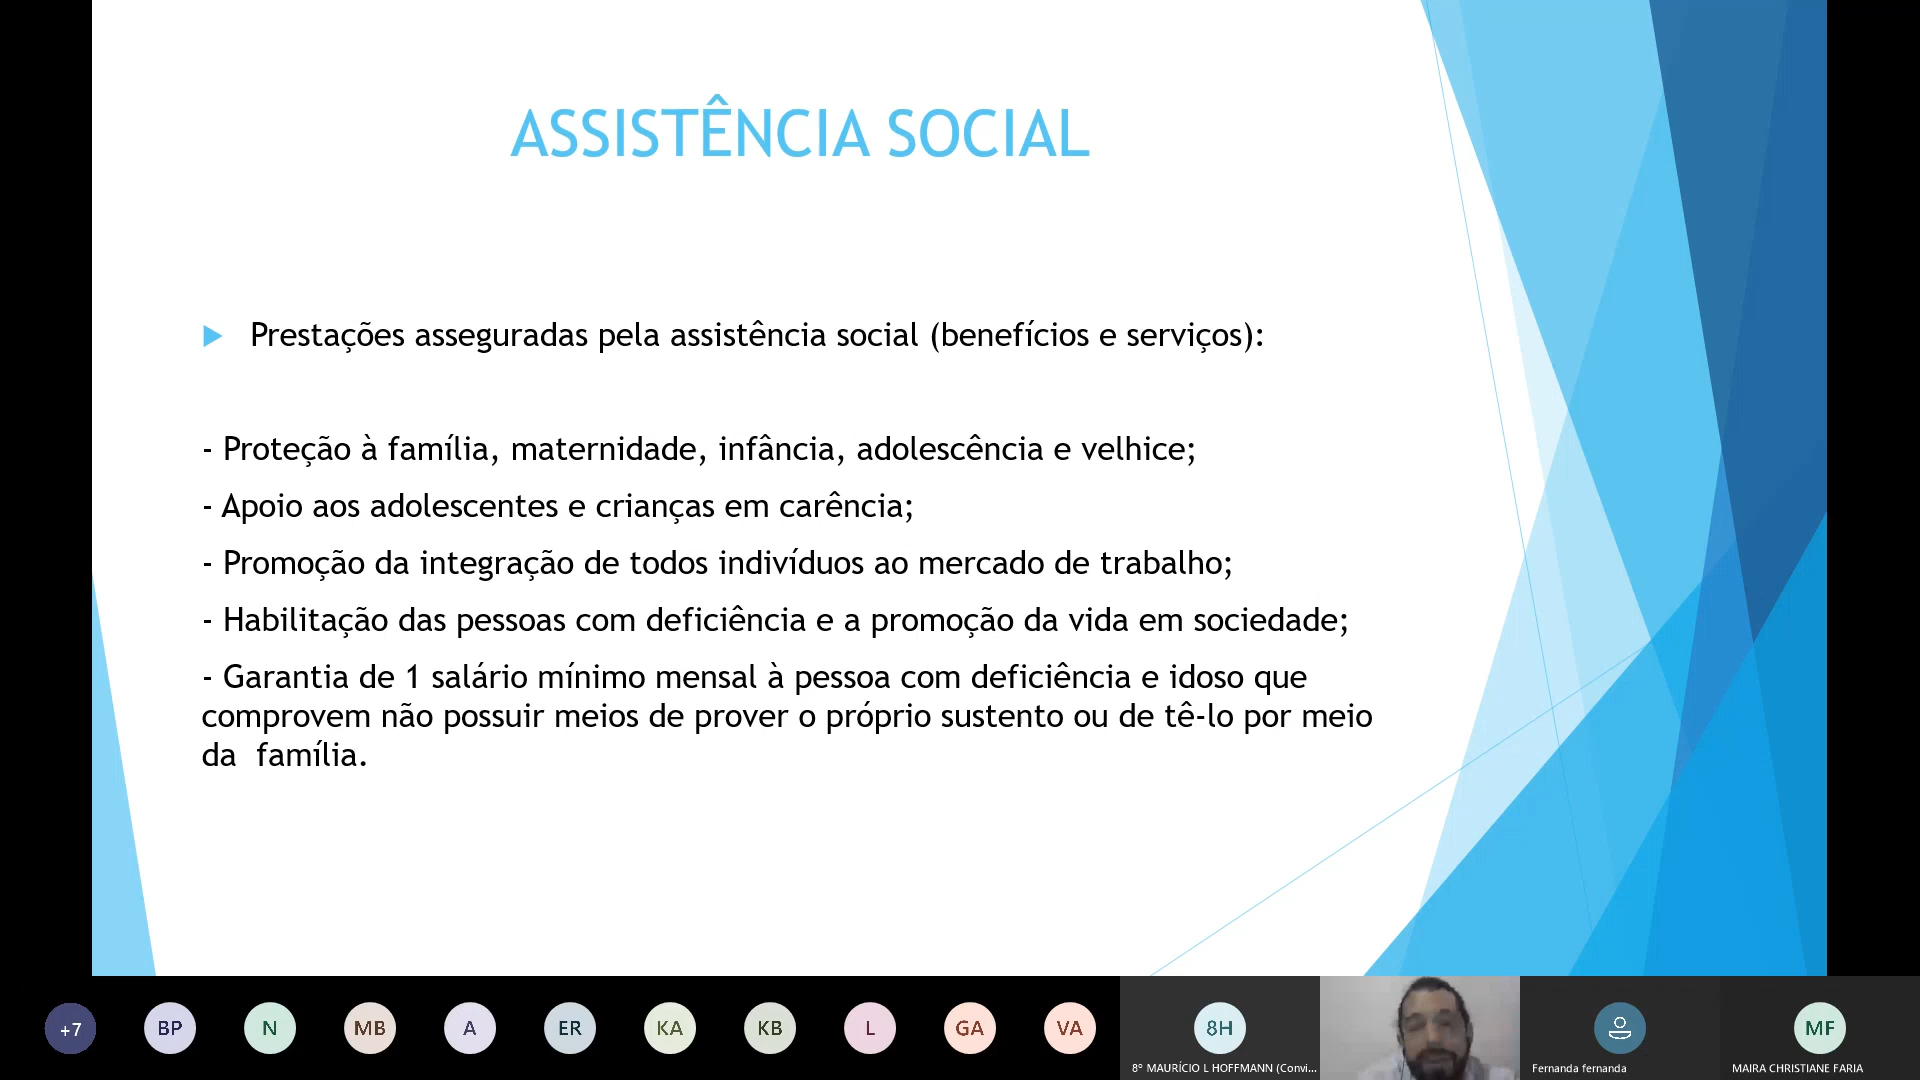 ASSISTÊNCIA SOCIAL
Prestações asseguradas pela assistência social (benefícios e serviços):
- Proteção à família, maternidade, infância, adolescência e velhice;
- Apoio aos adolescentes e crianças em carência;
- Promoção da integração de todos indivíduos ao mercado de trabalho;
- Habilitação das pessoas com deficiência e a promoção da vida em sociedade;
- Garantia de 1 salário mínimo mensal à pessoa com deficiência e idoso que
comprovem não possuir meios de prover o próprio sustento ou de tê-lo por meio
da  família.
+7 BP N MB A ER KA KB L GA VA 8H MF
8º MAURÍCIO L HOFFMANN (Convi... Fernanda fernanda MAIRA CHRISTIANE FARIA